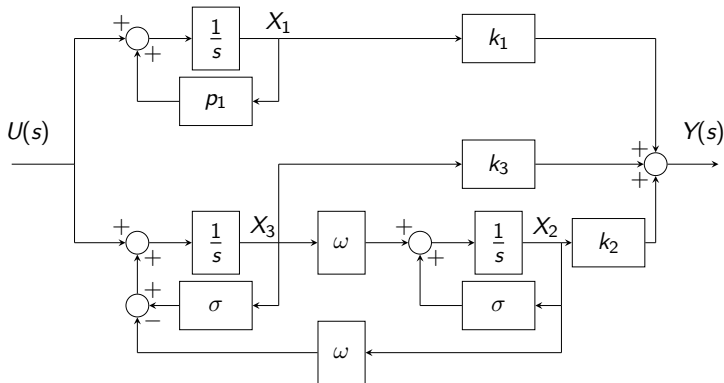 + 1/s X₁ k₁
+
p₁
U(s) Y(s)
+
k₃ +
+
+ 1/s X₃ ω + 1/s X₂ k₂
+ +
+ σ σ
−
ω